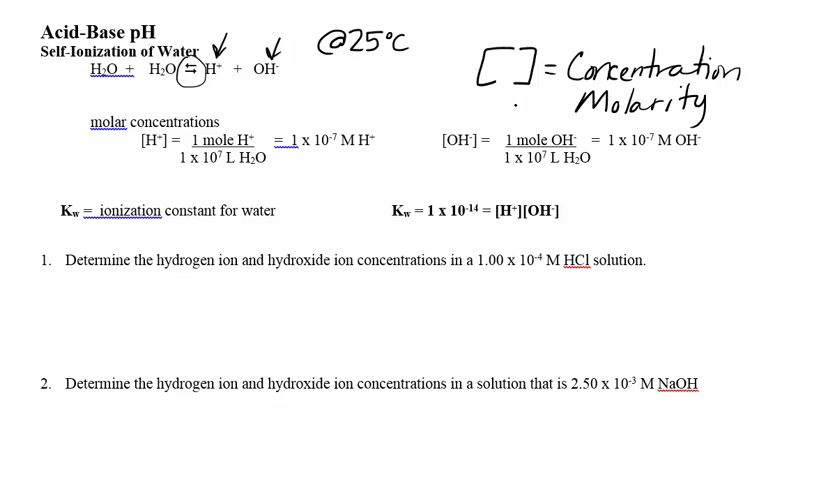 Acid-Base pH
Self-Ionization of Water
@25°C
H₂O + H₂O ⇆ H⁺ + OH⁻
[ ] = Concentration
Molarity
molar concentrations
[H⁺] = 1 mole H⁺ = 1 x 10⁻⁷ M H⁺ [OH⁻] = 1 mole OH⁻ = 1 x 10⁻⁷ M OH⁻
1 x 10⁷ L H₂O 1 x 10⁷ L H₂O
Kw = ionization constant for water Kw = 1 x 10⁻¹⁴ = [H⁺][OH⁻]
1. Determine the hydrogen ion and hydroxide ion concentrations in a 1.00 x 10⁻⁴ M HCl solution.
2. Determine the hydrogen ion and hydroxide ion concentrations in a solution that is 2.50 x 10⁻³ M NaOH